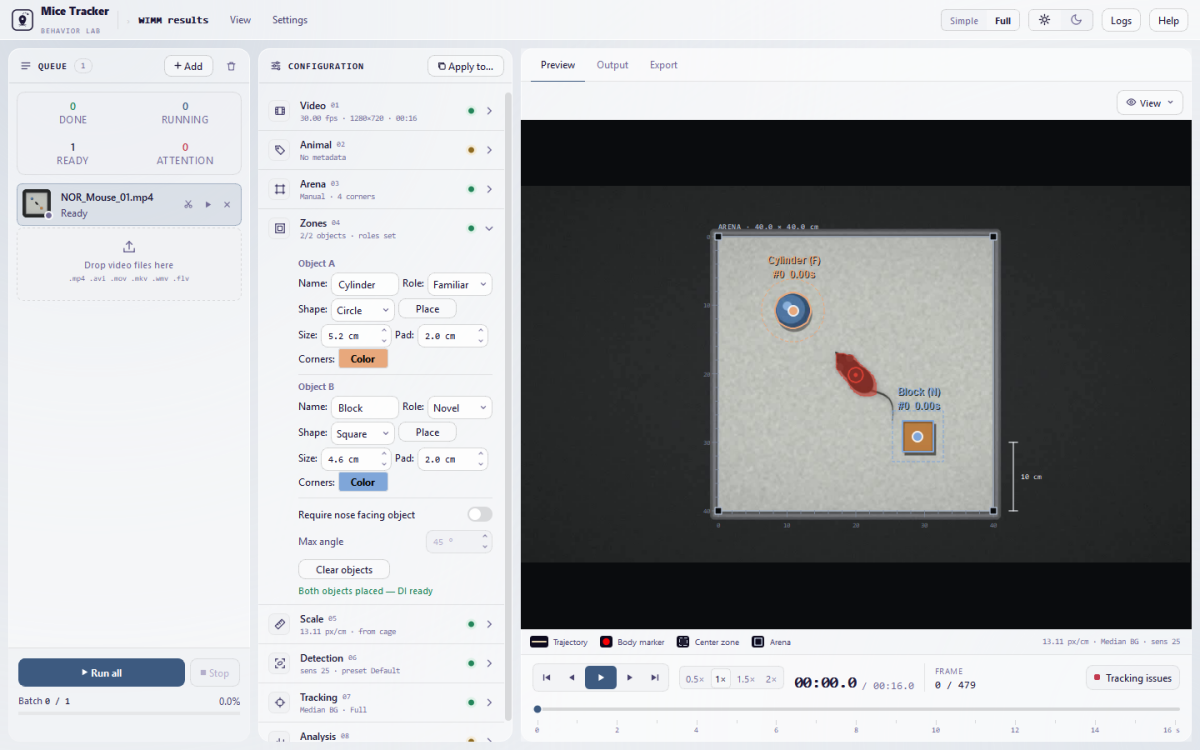 Mice Tracker
BEHAVIOR LAB
WIMM results
View
Settings
Simple
Full
Logs
Help
QUEUE 1
+ Add
0
DONE
0
RUNNING
1
READY
0
ATTENTION
NOR_Mouse_01.mp4
Ready
Drop video files here
.mp4 .avi .mov .mkv .wmv .flv
Run all
Stop
Batch 0 / 1
0.0%
CONFIGURATION
Apply to...
Video 01
30.00 fps · 1280×720 · 00:16
Animal 02
No metadata
Arena 03
Manual · 4 corners
Zones 04
2/2 objects · roles set
Object A
Name: Cylinder Role: Familiar
Shape: Circle Place
Size: 5.2 cm Pad: 2.0 cm
Corners: Color
Object B
Name: Block Role: Novel
Shape: Square Place
Size: 4.6 cm Pad: 2.0 cm
Corners: Color
Require nose facing object
Max angle 45 °
Clear objects
Both objects placed — DI ready
Scale 05
13.11 px/cm · from cage
Detection 06
sens 25 · preset Default
Tracking 07
Median BG · Full
Analysis 08
Preview
Output
Export
View
ARENA · 40.0 × 40.0 cm
Cylinder (F)
#0 0.00s
Block (N)
#0 0.00s
0
10
20
30
40
0 10 20 30 40
10 cm
Trajectory
Body marker
Center zone
Arena
13.11 px/cm · Median BG · sens 25
0.5× 1× 1.5× 2×
00:00.0 / 00:16.0
FRAME
0 / 479
Tracking issues
0 2 4 6 8 10 12 14 16 s